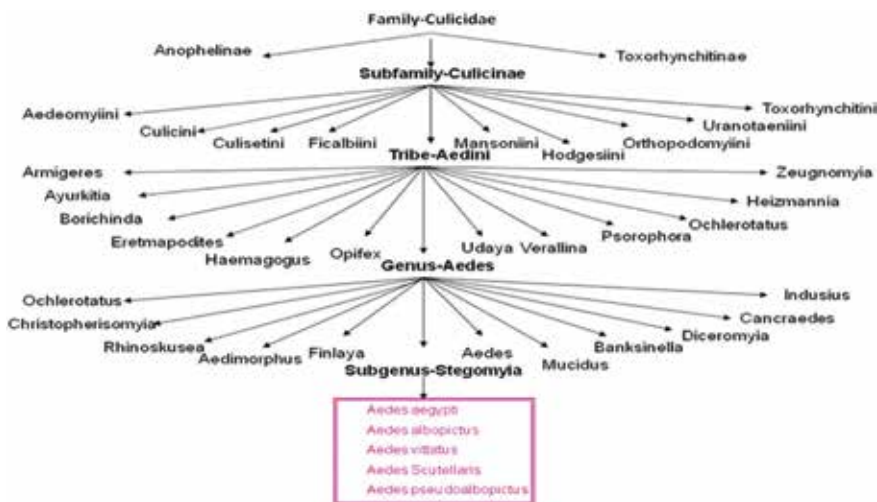 Family-Culicidae
Anophelinae
Toxorhynchitinae
Subfamily-Culicinae
Aedeomyiini
Toxorhynchitini
Culicini
Uranotaeniini
Culisetini
Ficalbiini
Mansoniini
Orthopodomyiini
Hodgesiini
Tribe-Aedini
Armigeres
Zeugnomyia
Ayurkitia
Heizmannia
Borichinda
Ochlerotatus
Eretmapodites
Psorophora
Haemagogus
Opifex
Udaya
Verallina
Genus-Aedes
Ochlerotatus
Indusius
Christopherisomyia
Cancraedes
Rhinoskusea
Diceromyia
Aedimorphus
Finlaya
Aedes
Banksinella
Mucidus
Subgenus-Stegomyia
Aedes aegypti
Aedes albopictus
Aedes vittatus
Aedes Scutellaris
Aedes pseudoalbopictus